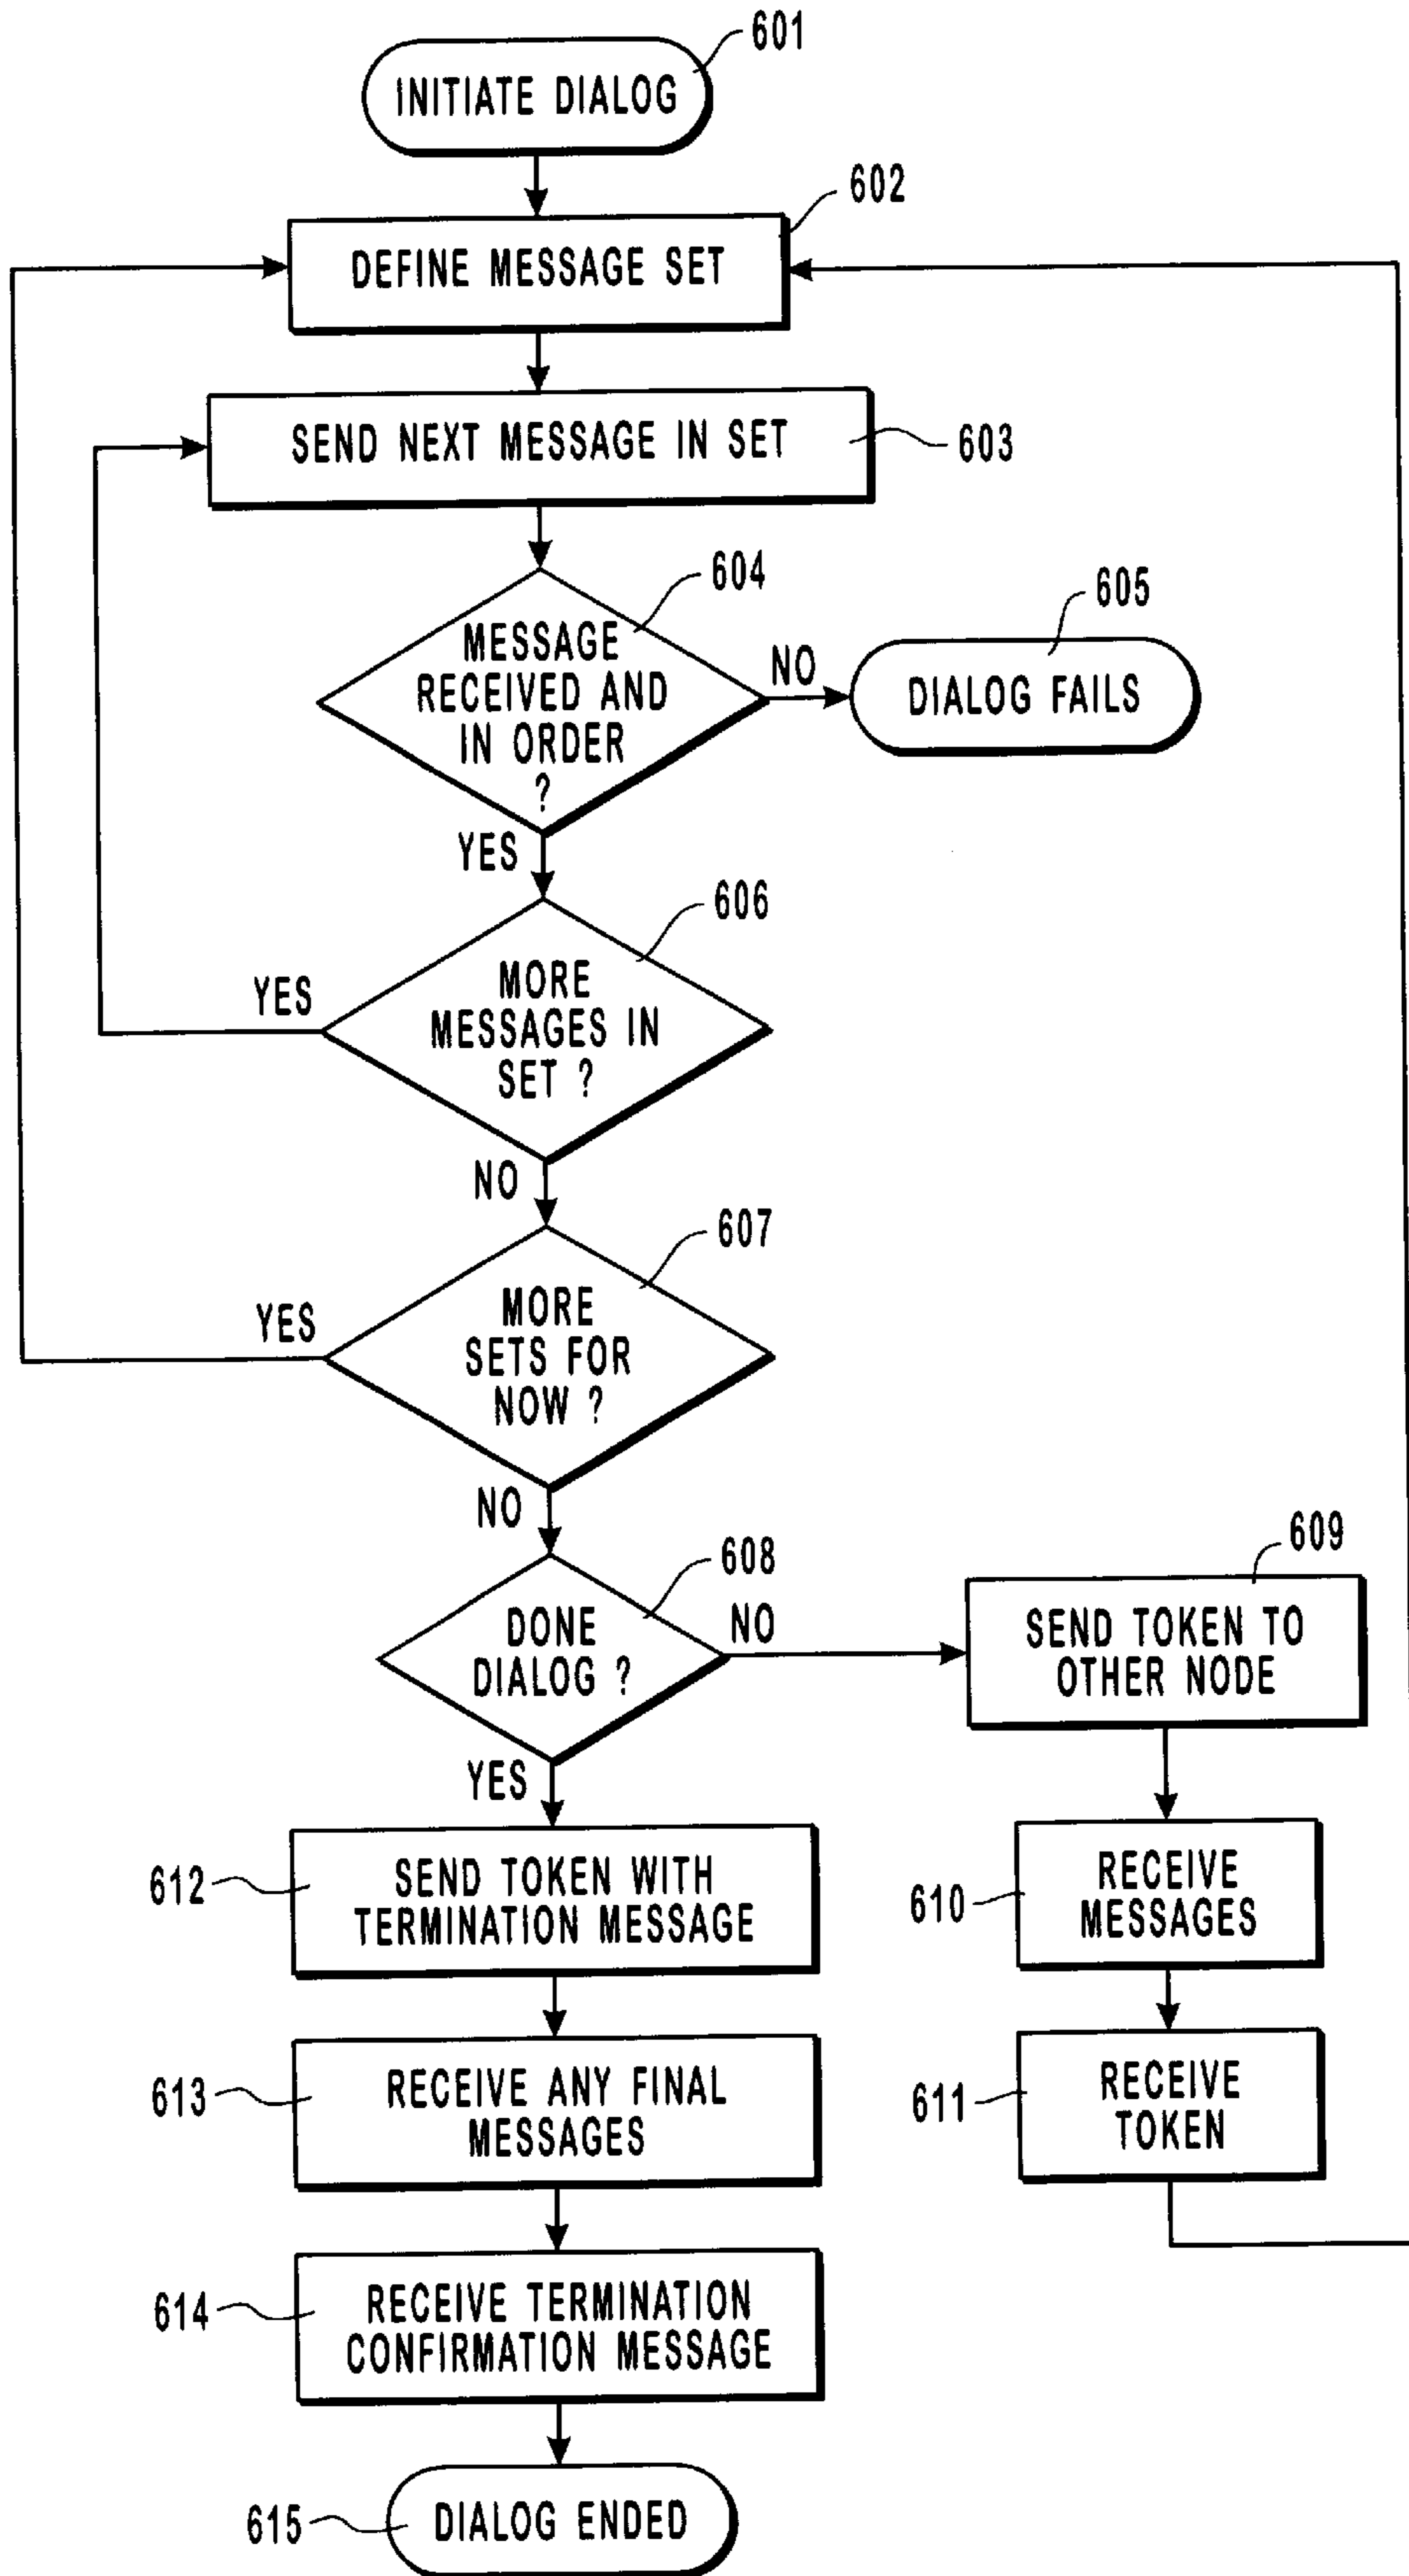 601
INITIATE DIALOG
602
DEFINE MESSAGE SET
SEND NEXT MESSAGE IN SET
603
604
MESSAGE
RECEIVED AND
IN ORDER
?
NO
605
DIALOG FAILS
YES
606
MORE
MESSAGES IN
SET ?
YES
NO
607
MORE
SETS FOR
NOW ?
YES
NO
608
DONE
DIALOG ?
NO
609
SEND TOKEN TO
OTHER NODE
YES
612
SEND TOKEN WITH
TERMINATION MESSAGE
610
RECEIVE
MESSAGES
613
RECEIVE ANY FINAL
MESSAGES
611
RECEIVE
TOKEN
614
RECEIVE TERMINATION
CONFIRMATION MESSAGE
615
DIALOG ENDED